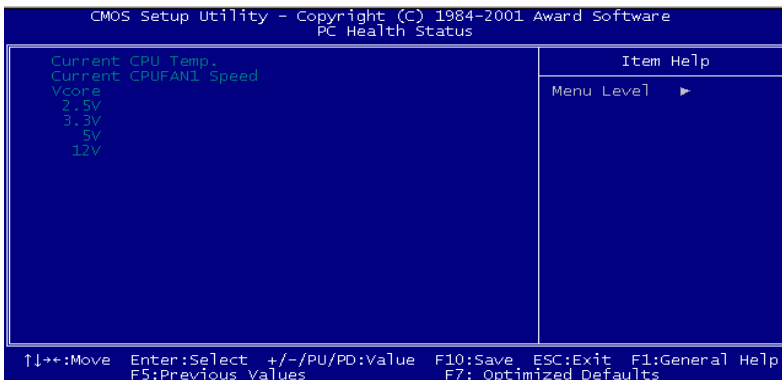 CMOS Setup Utility – Copyright (C) 1984-2001 Award Software
PC Health Status
Current CPU Temp.
Current CPUFAN1 Speed
Vcore
2.5V
3.3V
5V
12V
Item Help
Menu Level ►
↑↓→←:Move Enter:Select +/-/PU/PD:Value F10:Save ESC:Exit F1:General Help
F5:Previous Values F7: Optimized Defaults